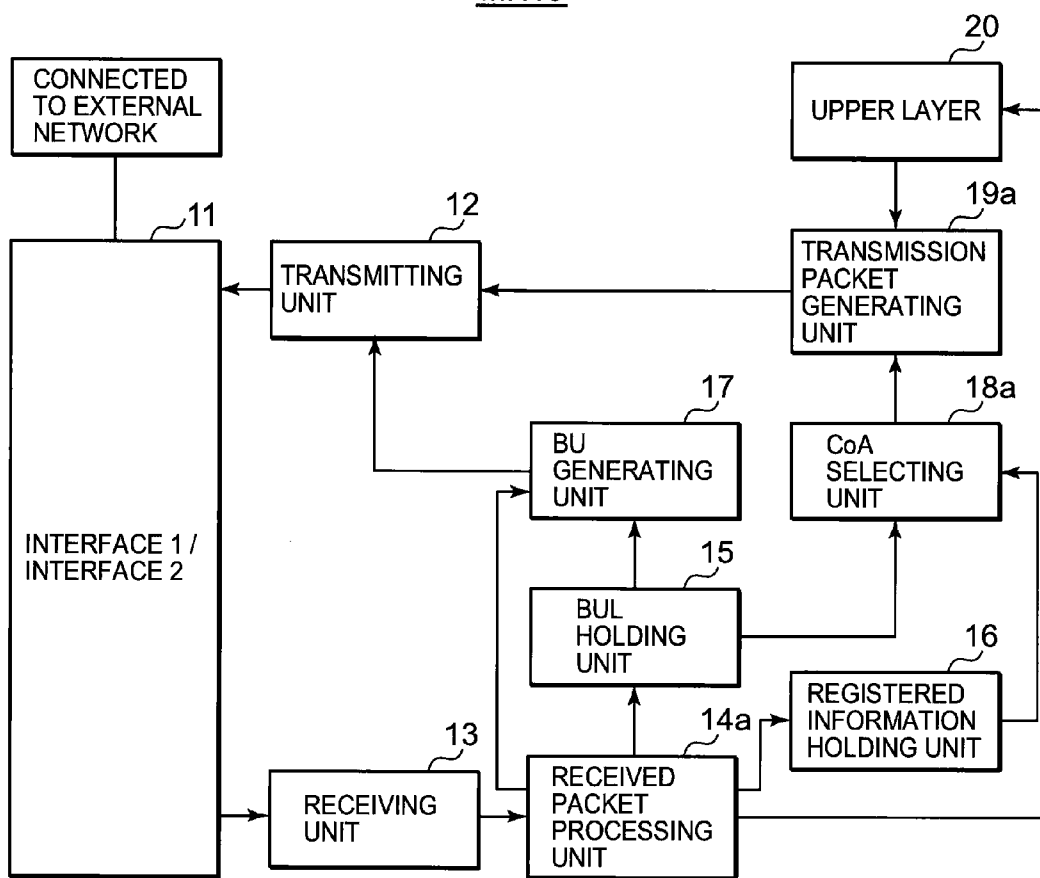 20
CONNECTED
TO EXTERNAL
NETWORK
UPPER LAYER
11
12
19a
TRANSMITTING
UNIT
TRANSMISSION
PACKET
GENERATING
UNIT
17
18a
BU
GENERATING
UNIT
CoA
SELECTING
UNIT
INTERFACE 1 /
INTERFACE 2
15
BUL
HOLDING
UNIT
16
REGISTERED
INFORMATION
HOLDING UNIT
13
14a
RECEIVING
UNIT
RECEIVED
PACKET
PROCESSING
UNIT